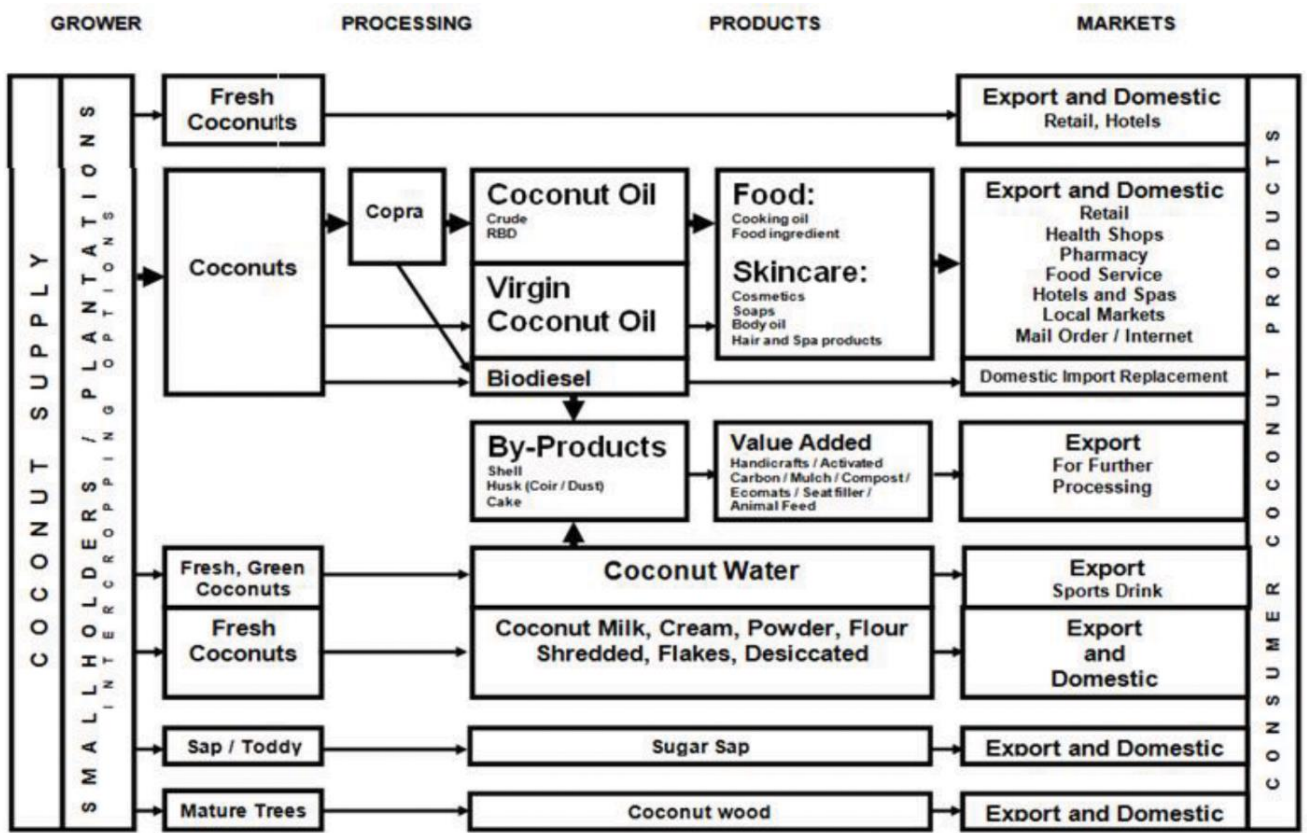 GROWER PROCESSING PRODUCTS MARKETS
COCONUT SUPPLY
SMALLHOLDERS / PLANTATIONS
INTERCROPPING OPTIONS
Fresh
Coconuts
Export and Domestic
Retail, Hotels
Coconuts
Copra
Coconut Oil
Crude
RBD
Virgin
Coconut Oil
Biodiesel
Food:
Cooking oil
Food ingredient
Skincare:
Cosmetics
Soaps
Body oil
Hair and Spa products
Export and Domestic
Retail
Health Shops
Pharmacy
Food Service
Hotels and Spas
Local Markets
Mail Order / Internet
Domestic Import Replacement
By-Products
Shell
Husk (Coir / Dust)
Cake
Value Added
Handicrafts / Activated
Carbon / Mulch / Compost /
Ecomats / Seat filler /
Animal Feed
Export
For Further
Processing
Fresh, Green
Coconuts
Coconut Water
Export
Sports Drink
Fresh
Coconuts
Coconut Milk, Cream, Powder, Flour
Shredded, Flakes, Desiccated
Export
and
Domestic
Sap / Toddy
Sugar Sap
Export and Domestic
Mature Trees
Coconut wood
Export and Domestic
CONSUMER COCONUT PRODUCTS